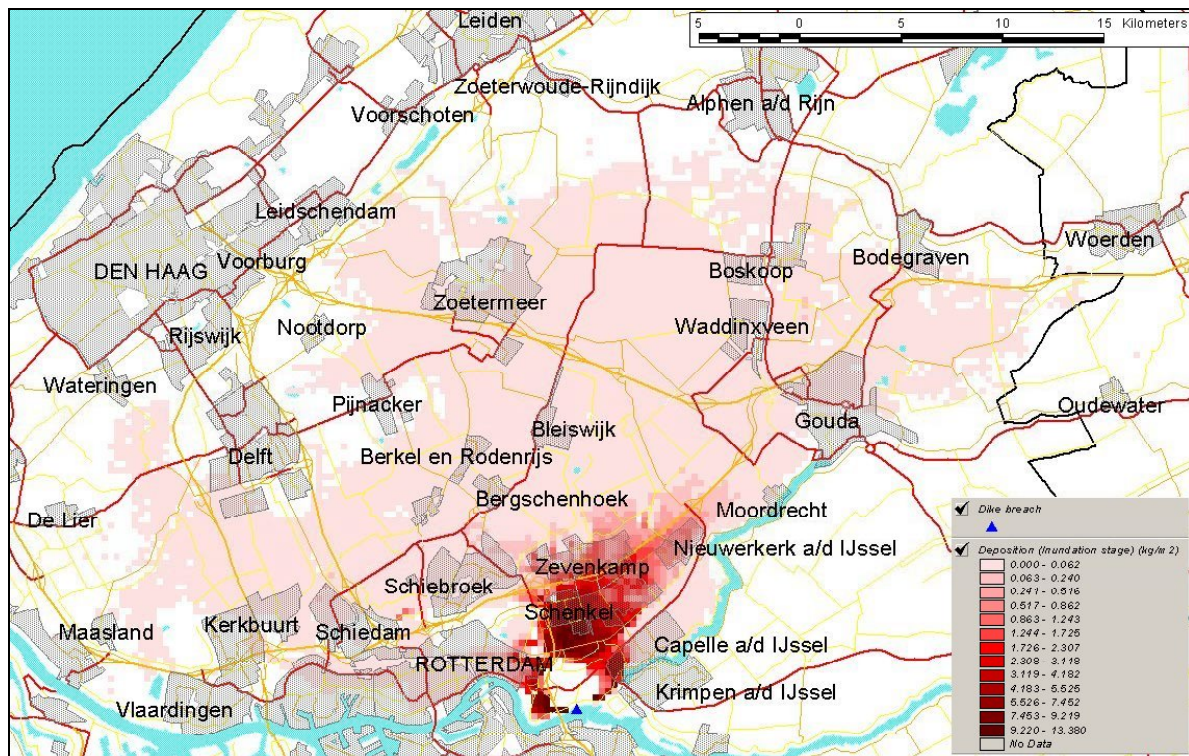 Leiden
5 0 5 10 15 Kilometers
Zoeterwoude-Rijndijk
Alphen a/d Rijn
Voorschoten
Leidschendam
Woerden
Bodegraven
DEN HAAG
Voorburg
Boskoop
Zoetermeer
Nootdorp
Waddinxveen
Rijswijk
Wateringen
Pijnacker
Oudewater
Gouda
Bleiswijk
Delft
Berkel en Rodenrijs
Bergschenhoek
Moordrecht
De Lier
Nieuwerkerk a/d IJssel
Zevenkamp
Schiebroek
Schenkel
Maasland
Kerkbuurt
Schiedam
Capelle a/d IJssel
ROTTERDAM
Krimpen a/d IJssel
Vlaardingen
Dike breach
Deposition (Inundation stage) (kg/m 2)
0.000 - 0.062
0.063 - 0.240
0.241 - 0.516
0.517 - 0.862
0.863 - 1.243
1.244 - 1.725
1.726 - 2.307
2.308 - 3.118
3.119 - 4.182
4.183 - 5.525
5.526 - 7.452
7.453 - 9.219
9.220 - 13.380
No Data